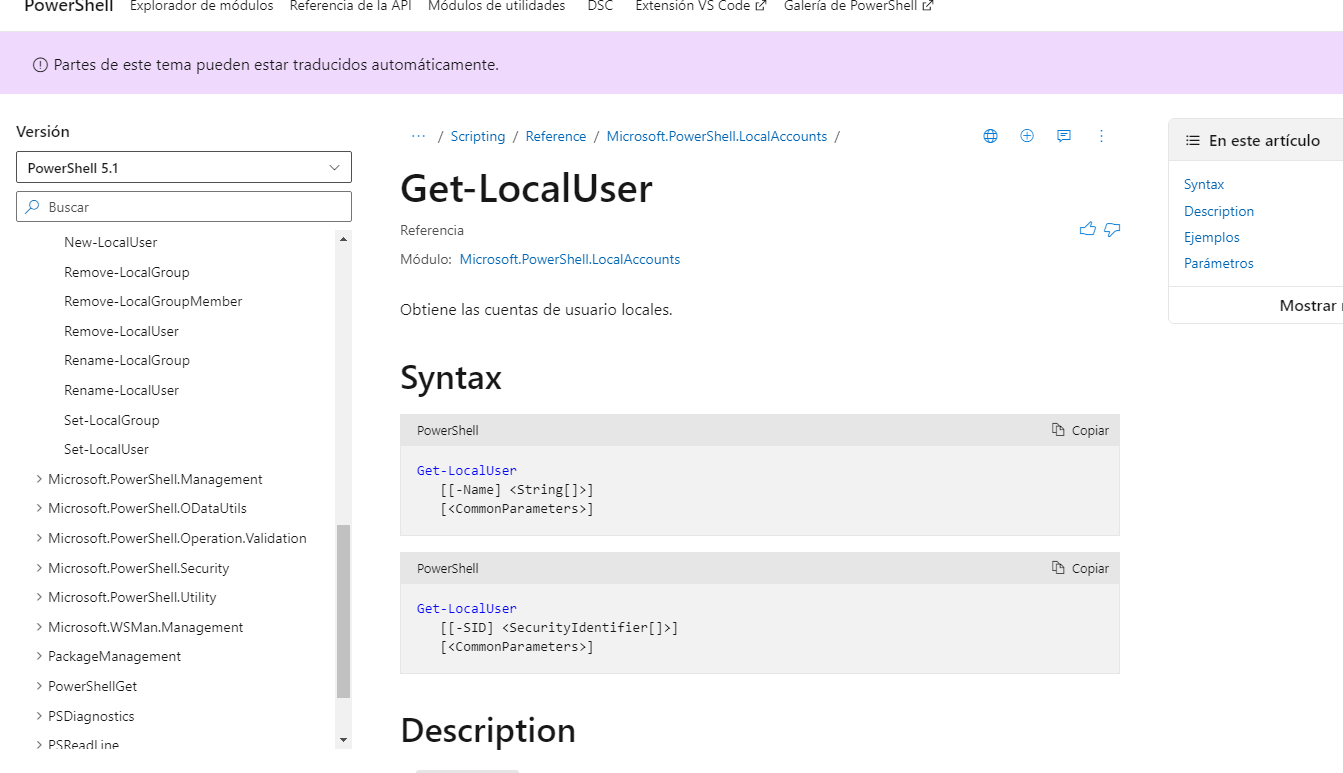 PowerShell Explorador de módulos Referencia de la API Módulos de utilidades DSC Extensión VS Code Galería de PowerShell
Partes de este tema pueden estar traducidos automáticamente.
Versión
PowerShell 5.1
Buscar
New-LocalUser
Remove-LocalGroup
Remove-LocalGroupMember
Remove-LocalUser
Rename-LocalGroup
Rename-LocalUser
Set-LocalGroup
Set-LocalUser
Microsoft.PowerShell.Management
Microsoft.PowerShell.ODataUtils
Microsoft.PowerShell.Operation.Validation
Microsoft.PowerShell.Security
Microsoft.PowerShell.Utility
Microsoft.WSMan.Management
PackageManagement
PowerShellGet
PSDiagnostics
PSReadLine
··· / Scripting / Reference / Microsoft.PowerShell.LocalAccounts /
Get-LocalUser
Referencia
Módulo: Microsoft.PowerShell.LocalAccounts
Obtiene las cuentas de usuario locales.
Syntax
PowerShell Copiar
Get-LocalUser
[[-Name] <String[]>]
[<CommonParameters>]
PowerShell Copiar
Get-LocalUser
[[-SID] <SecurityIdentifier[]>]
[<CommonParameters>]
Description
En este artículo
Syntax
Description
Ejemplos
Parámetros
Mostrar